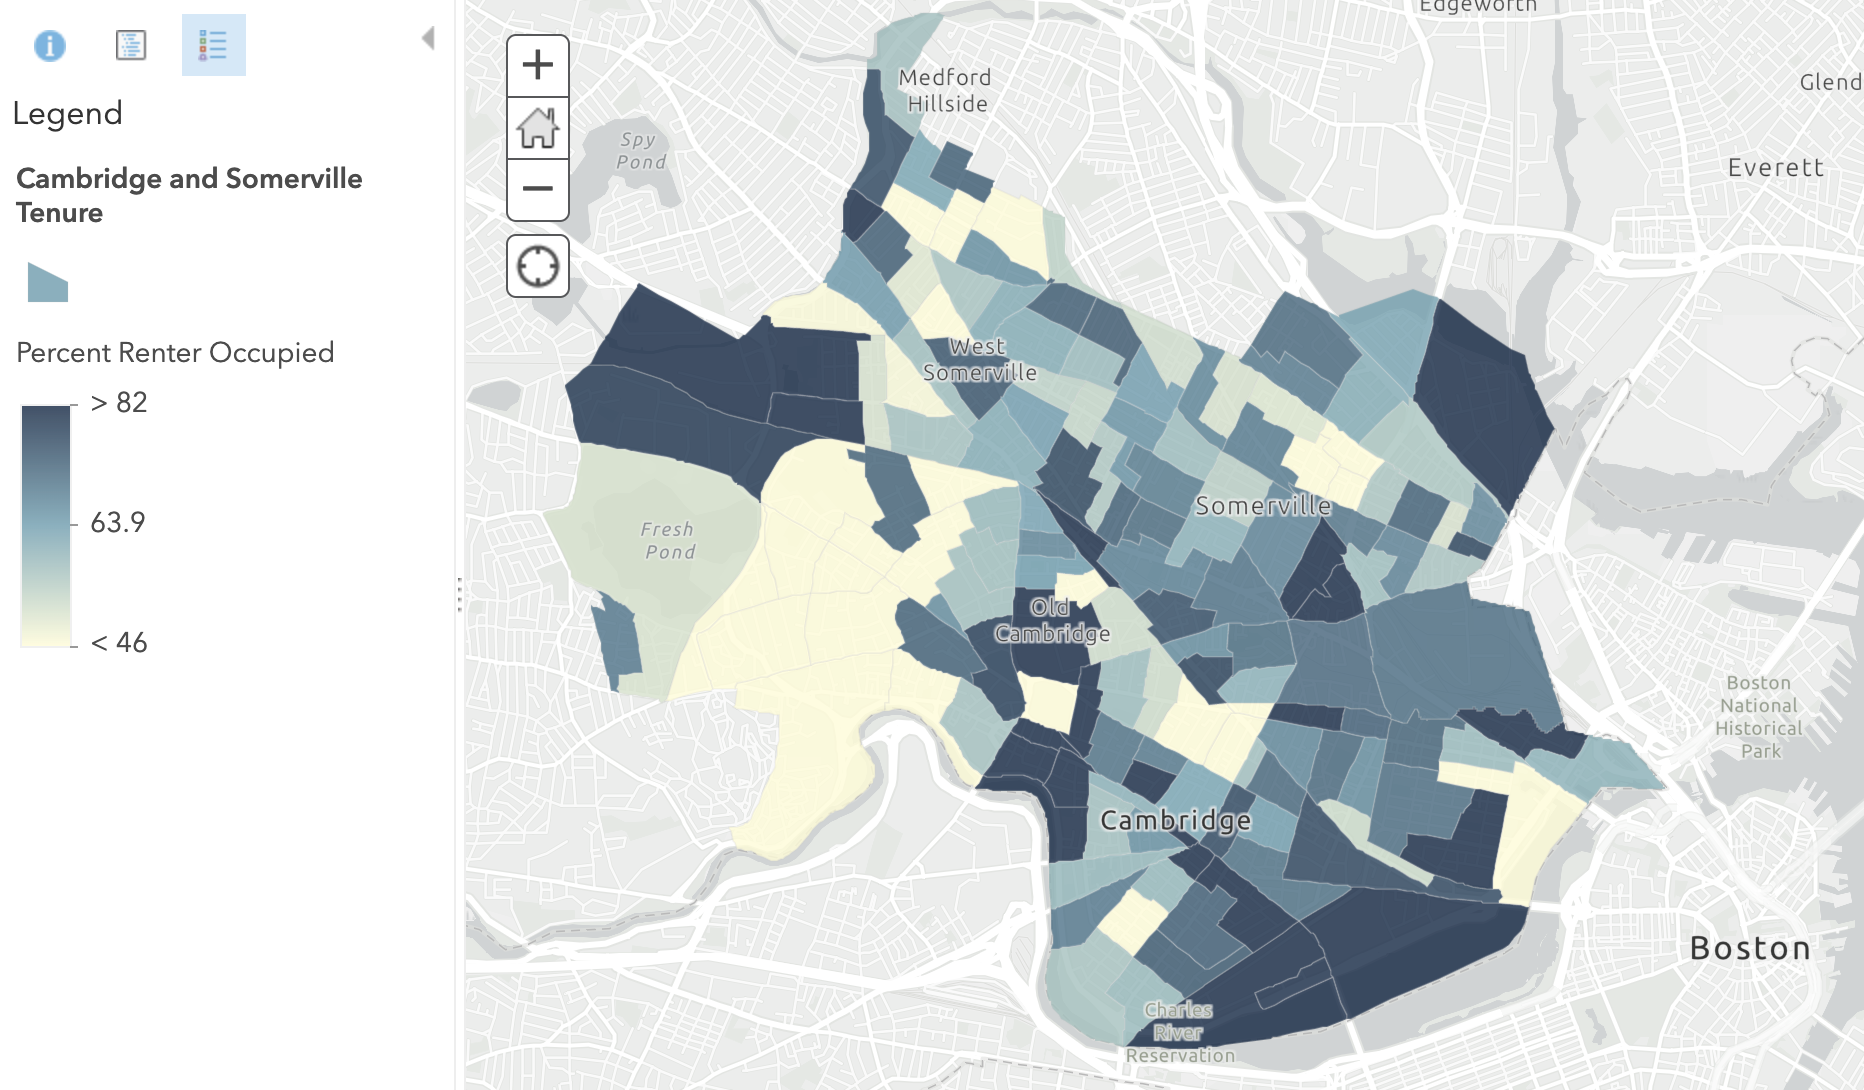 Legend
Cambridge and Somerville
Tenure
Percent Renter Occupied
> 82
63.9
< 46
Edgeworth
Medford
Hillside
Glend
Spy
Pond
Everett
West
Somerville
Somerville
Fresh
Pond
Old
Cambridge
Boston
National
Historical
Park
Cambridge
Boston
Charles
River
Reservation